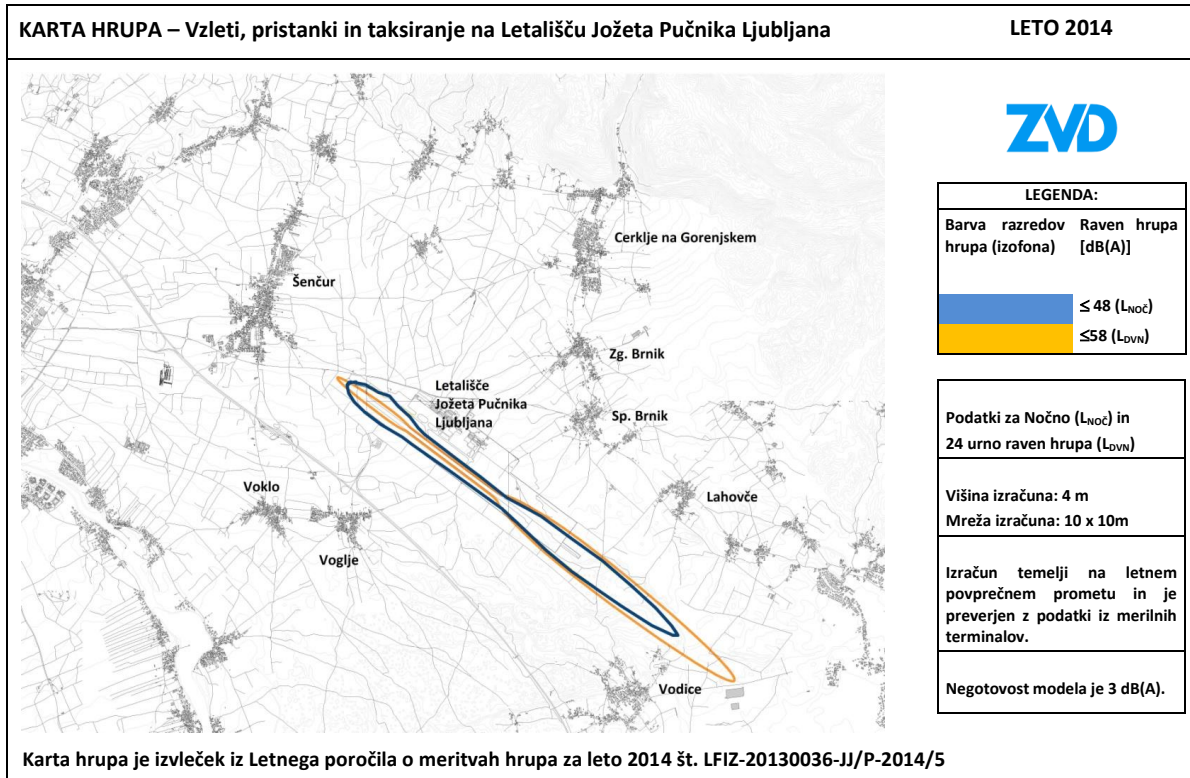 KARTA HRUPA – Vzleti, pristanki in taksiranje na Letališču Jožeta Pučnika Ljubljana
LETO 2014
ZVD
LEGENDA:
Barva razredov
hrupa (izofona)
Raven hrupa
[dB(A)]
≤ 48 (LNOČ)
≤58 (LDVN)
Cerklje na Gorenjskem
Šenčur
Zg. Brnik
Letališče
Jožeta Pučnika
Ljubljana
Sp. Brnik
Voklo
Lahovče
Voglje
Vodice
Podatki za Nočno (LNOČ) in
24 urno raven hrupa (LDVN)
Višina izračuna: 4 m
Mreža izračuna: 10 x 10m
Izračun temelji na letnem
povprečnem prometu in je
preverjen z podatki iz merilnih
terminalov.
Negotovost modela je 3 dB(A).
Karta hrupa je izvleček iz Letnega poročila o meritvah hrupa za leto 2014 št. LFIZ-20130036-JJ/P-2014/5